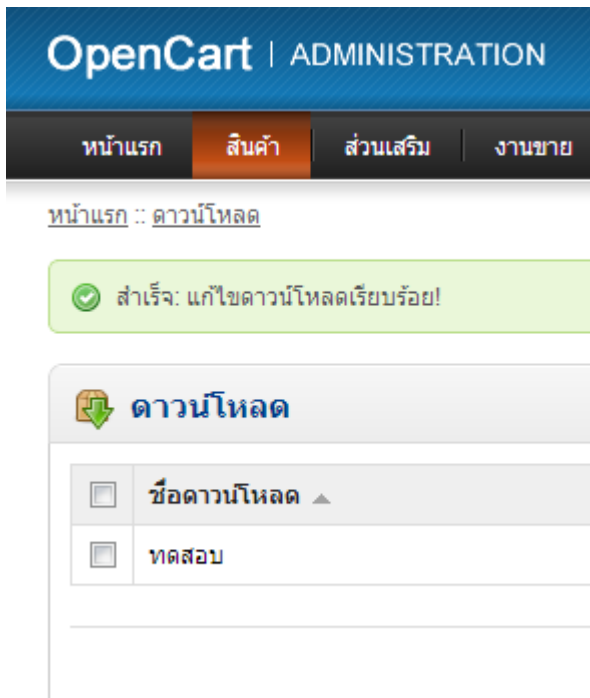 OpenCart | ADMINISTRATION
หน้าแรก สินค้า ส่วนเสริม งานขาย
หน้าแรก :: ดาวน์โหลด
สำเร็จ: แก้ไขดาวน์โหลดเรียบร้อย!
ดาวน์โหลด
ชื่อดาวน์โหลด
ทดสอบ